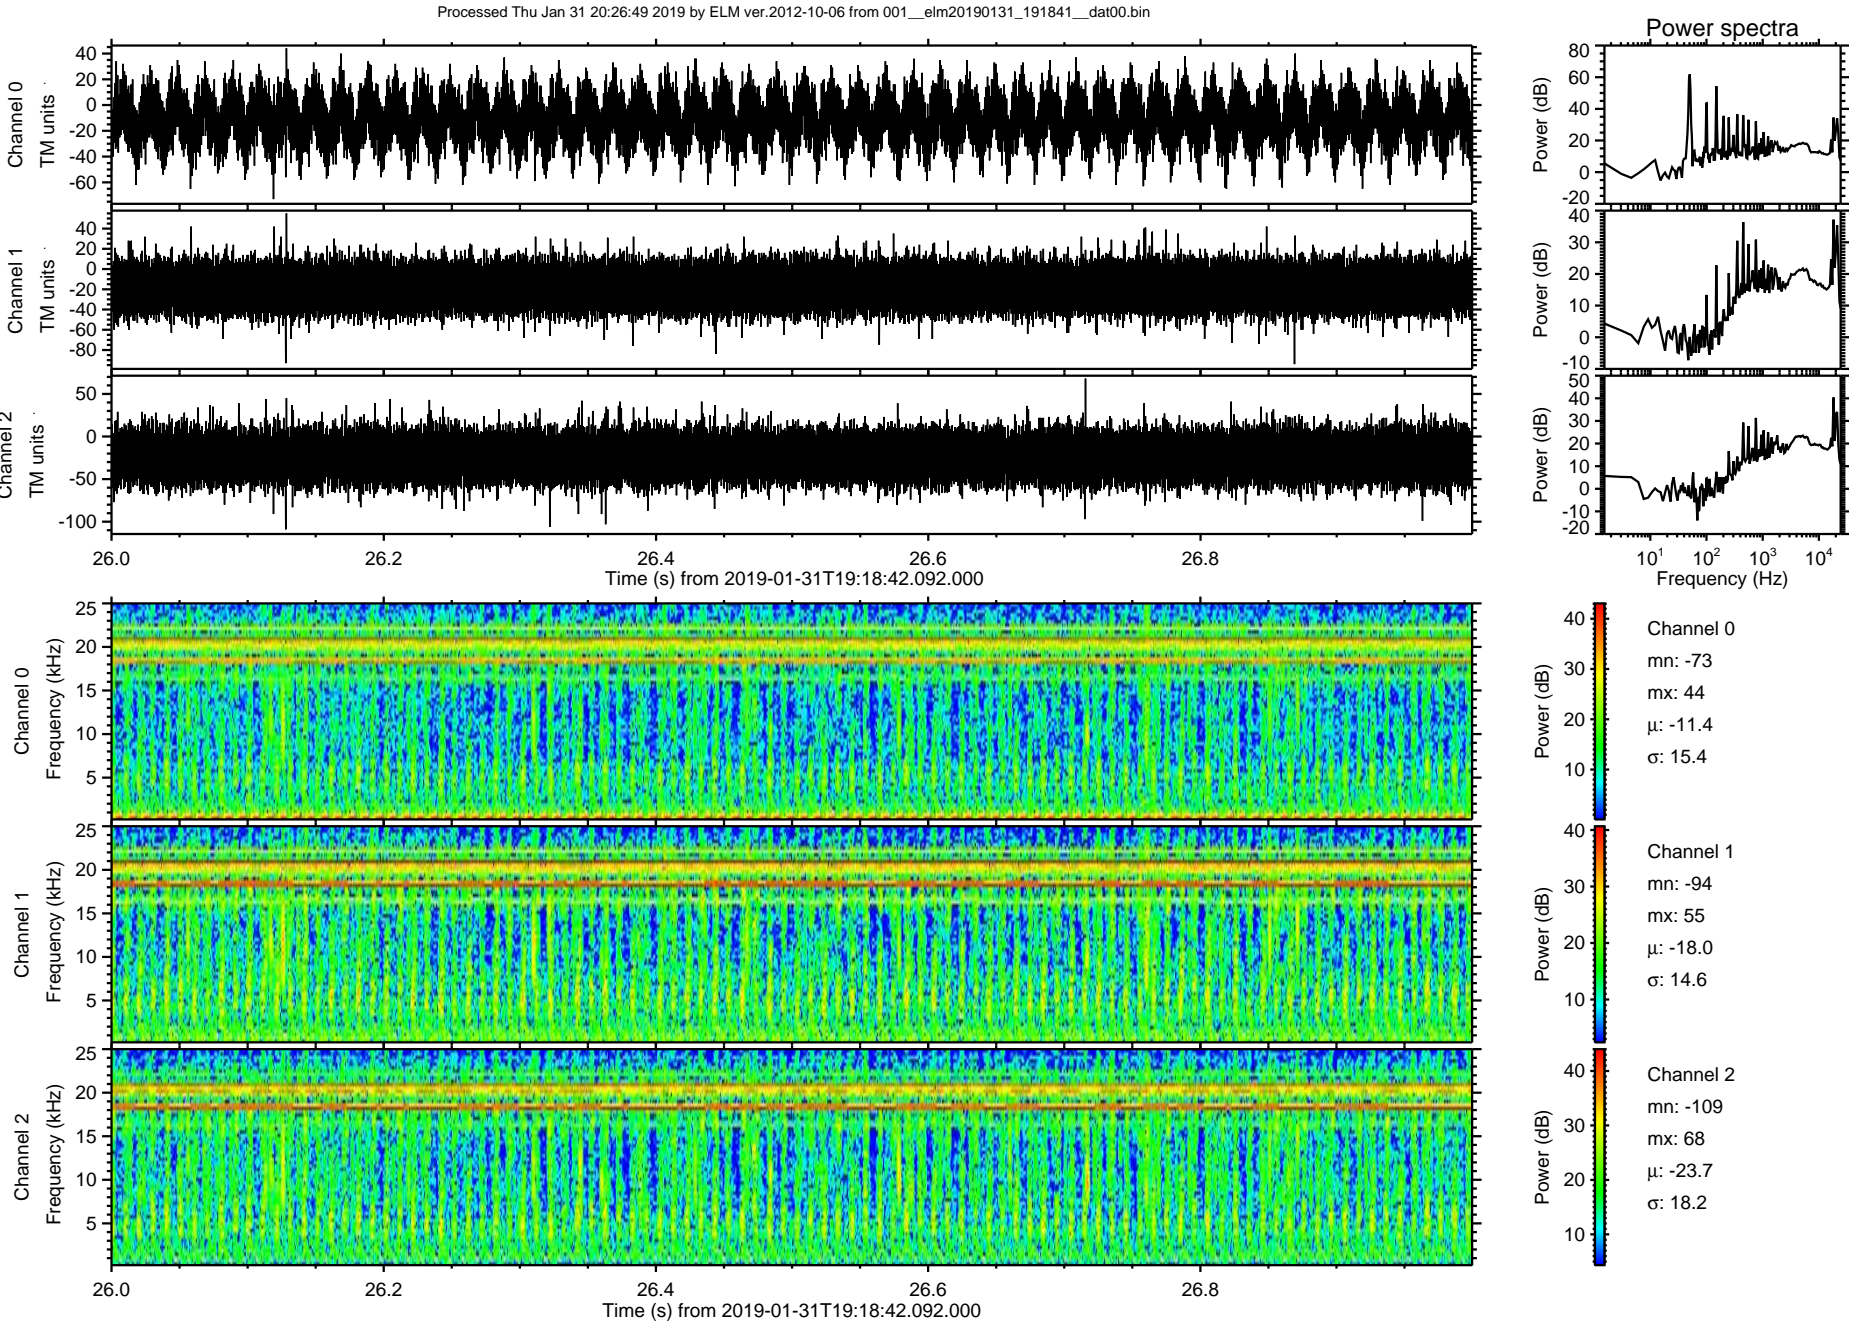 Processed Thu Jan 31 20:26:49 2019 by ELM ver.2012-10-06 from 001__elm20190131_191841__dat00.bin
Power spectra
Channel 0
TM units
40
20
0
-20
-40
-60
Power (dB)
80
60
40
20
0
-20
Channel 1
TM units
40
20
0
-20
-40
-60
-80
Power (dB)
40
30
20
10
0
-10
Channel 2
TM units
50
0
-50
-100
Power (dB)
50
40
30
20
10
0
-10
-20
26.0 26.2 26.4 26.6 26.8
Time (s) from 2019-01-31T19:18:42.092.000
10¹ 10² 10³ 10⁴
Frequency (Hz)
Channel 0
Frequency (kHz)
25
20
15
10
5
Power (dB)
40
30
20
10
Channel 0
mn: -73
mx: 44
μ: -11.4
σ: 15.4
Channel 1
Frequency (kHz)
25
20
15
10
5
Power (dB)
40
30
20
10
Channel 1
mn: -94
mx: 55
μ: -18.0
σ: 14.6
Channel 2
Frequency (kHz)
25
20
15
10
5
Power (dB)
40
30
20
10
Channel 2
mn: -109
mx: 68
μ: -23.7
σ: 18.2
26.0 26.2 26.4 26.6 26.8
Time (s) from 2019-01-31T19:18:42.092.000